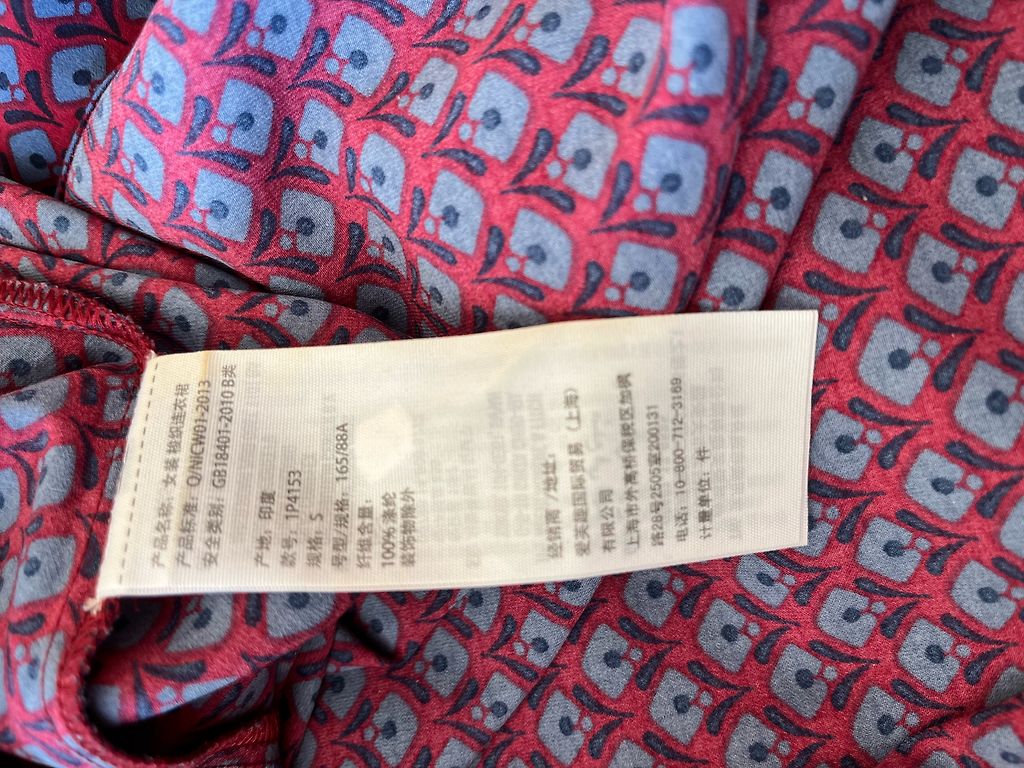 产品名称: 女装梭织连衣裙
产品标准: Q/NICW01-2013
安全类别: GB18401-2010 B类
产地: 印度
款号: 1P4153
规格: S
号型/规格: 165/88A
纤维含量:
100%涤纶
装饰物除外
经销商/地址:
爱芙趣国际贸易(上海)
有限公司
上海市外高桥保税区加枫
路28号2505室200131
电话: 10-800-712-3169
计量单位: 件